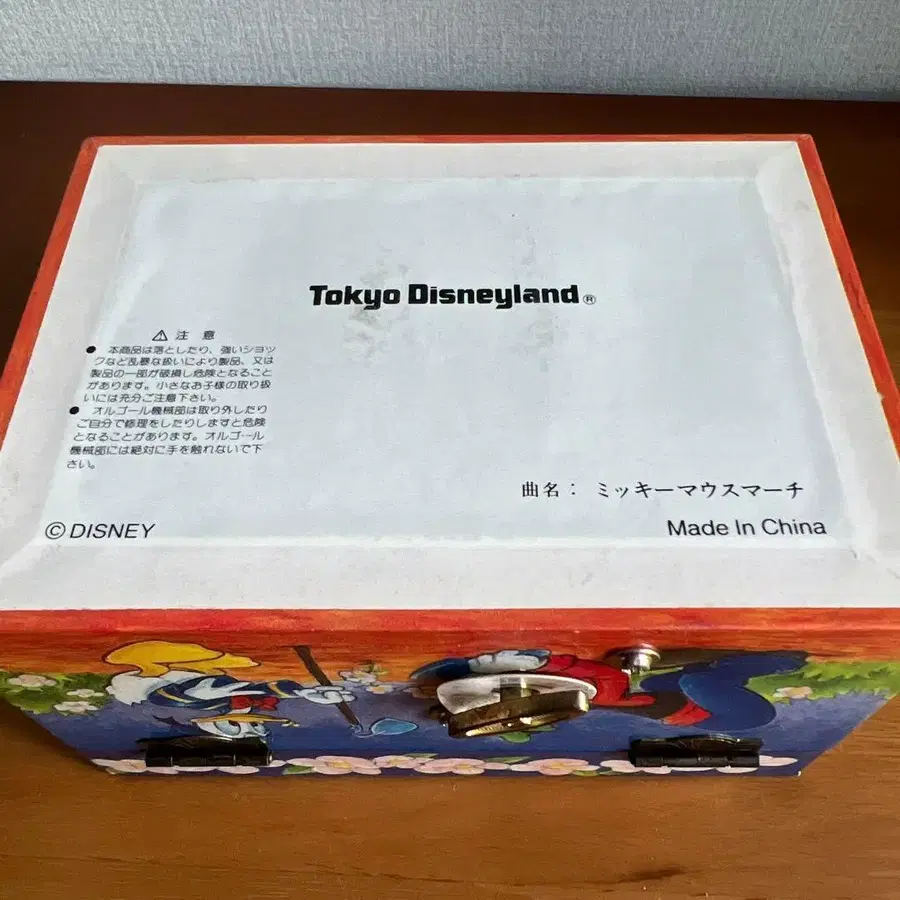 Tokyo Disneyland®
⚠ 注 意
● 本商品は落としたり、強いショッ
クなど乱暴な扱いにより製品、又は
製品の一部が破損し危険となること
があります。小さなお子様の取り扱
いには充分ご注意下さい。
● オルゴール機械部は取り外したり
ご自分で修理をしたりしますと危険
となることがあります。オルゴール
機械部には絶対に手を触れないで下
さい。
曲名： ミッキーマウスマーチ
© DISNEY
Made In China